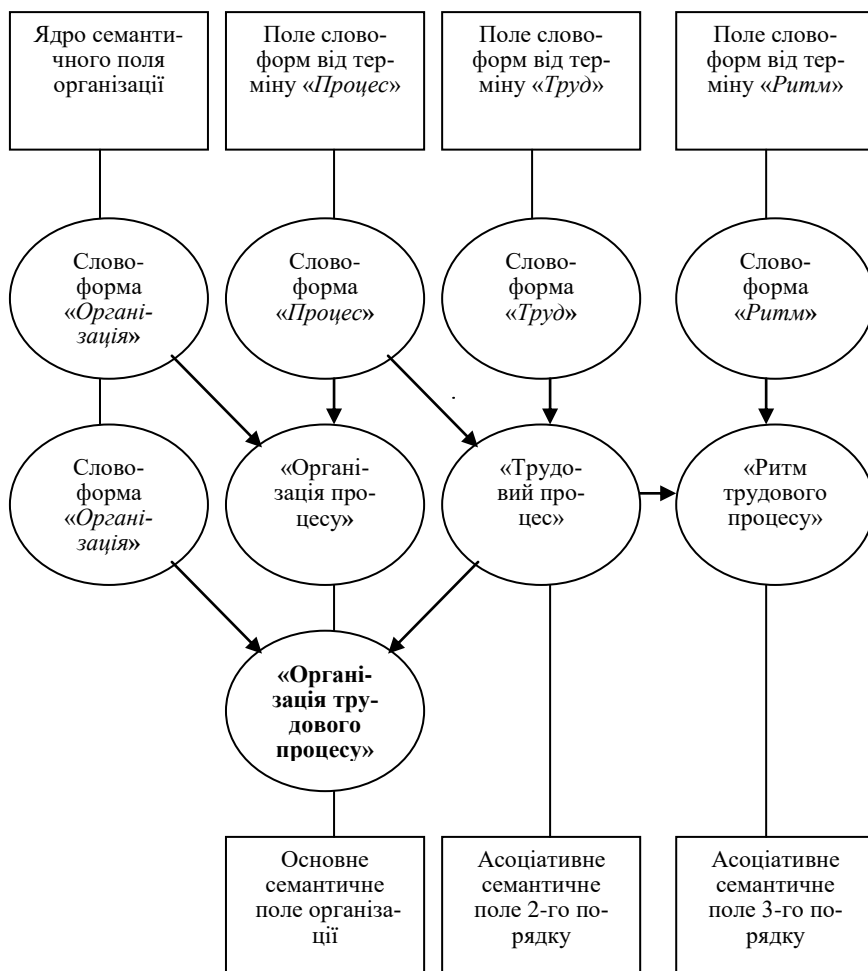 Ядро семанти-
чного поля
організації
Поле слово-
форм від тер-
міну «Процес»
Поле слово-
форм від тер-
міну «Труд»
Поле слово-
форм від тер-
міну «Ритм»
Слово-
форма
«Органі-
зація»
Слово-
форма
«Процес»
Слово-
форма
«Труд»
Слово-
форма
«Ритм»
Слово-
форма
«Органі-
зація»
«Органі-
зація про-
цесу»
«Трудо-
вий про-
цес»
«Ритм
трудового
процесу»
«Органі-
зація тру-
дового
процесу»
Основне
семантичне
поле організа-
ції
Асоціативне
семантичне
поле 2-го по-
рядку
Асоціативне
семантичне
поле 3-го по-
рядку